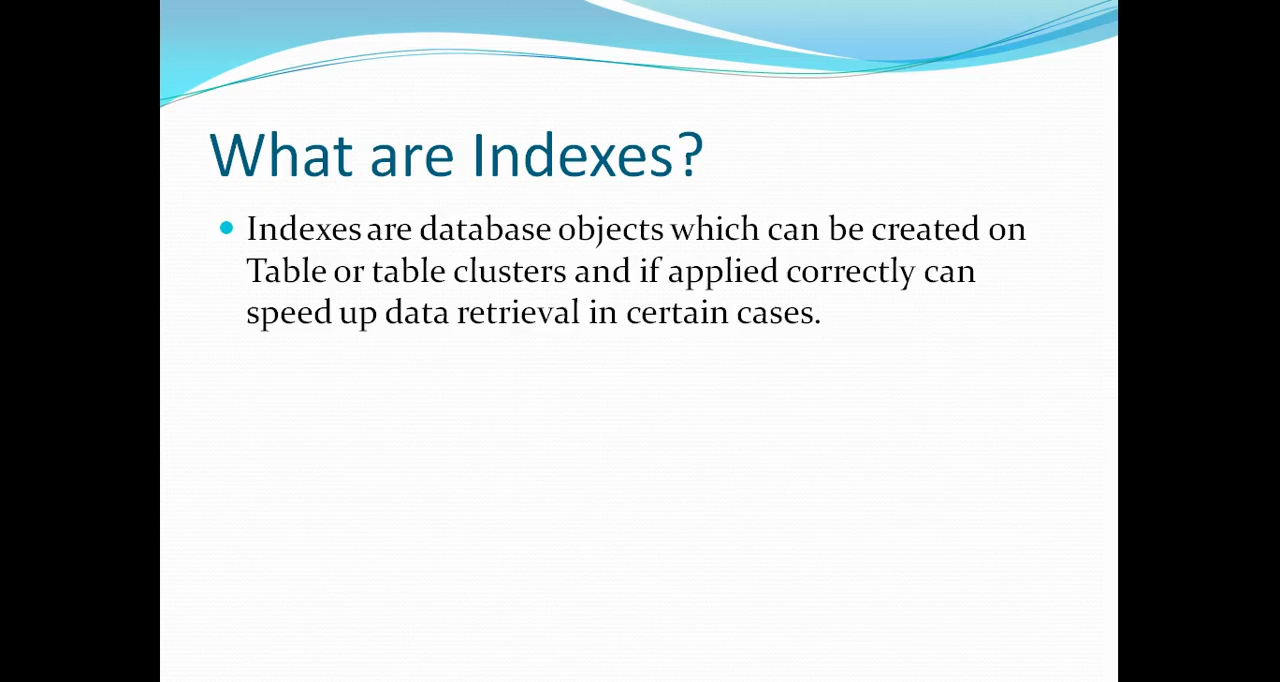 What are Indexes?
Indexes are database objects which can be created on
Table or table clusters and if applied correctly can
speed up data retrieval in certain cases.